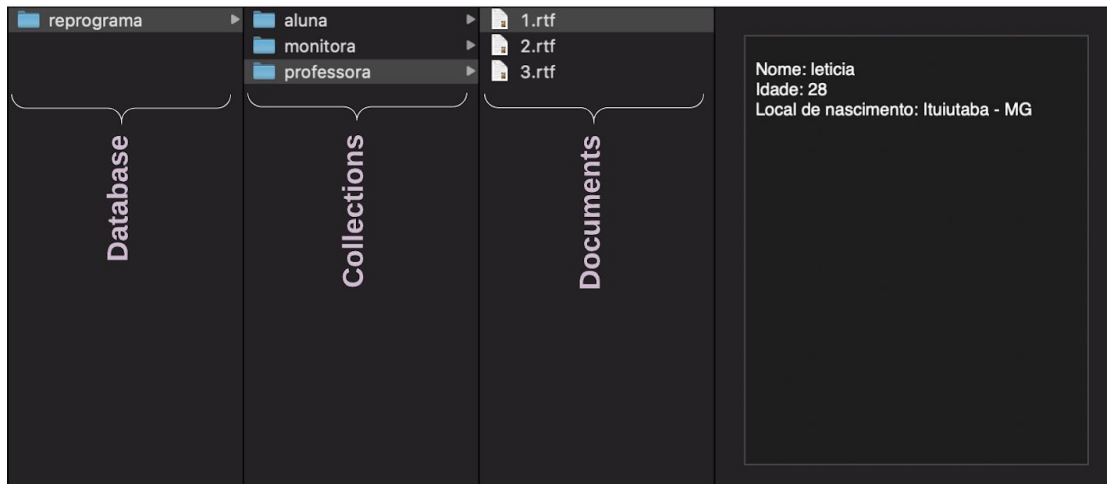 reprograma
aluna
monitora
professora
1.rtf
2.rtf
3.rtf
Database
Collections
Documents
Nome: leticia
Idade: 28
Local de nascimento: Ituiutaba - MG